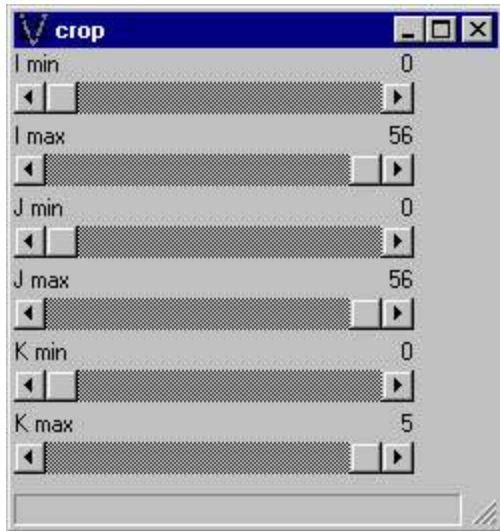 crop
I min 0
I max 56
J min 0
J max 56
K min 0
K max 5